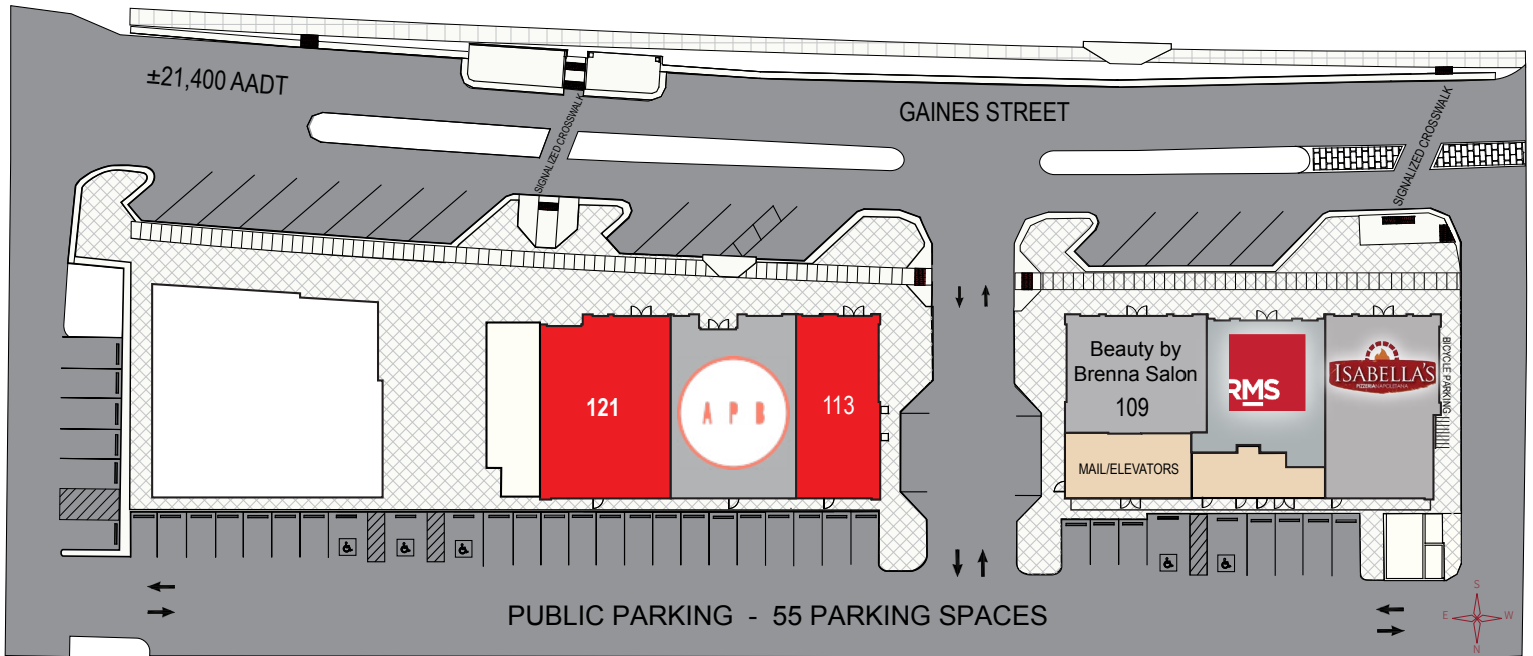 ±21,400 AADT
GAINES STREET
SIGNALIZED CROSSWALK
SIGNALIZED CROSSWALK
121
A P B
113
Beauty by
Brenna Salon
109
RMS
ISABELLA'S
PIZZERIA NAPOLETANA
BICYCLE PARKING
MAIL/ELEVATORS
PUBLIC PARKING - 55 PARKING SPACES
S
E
W
N